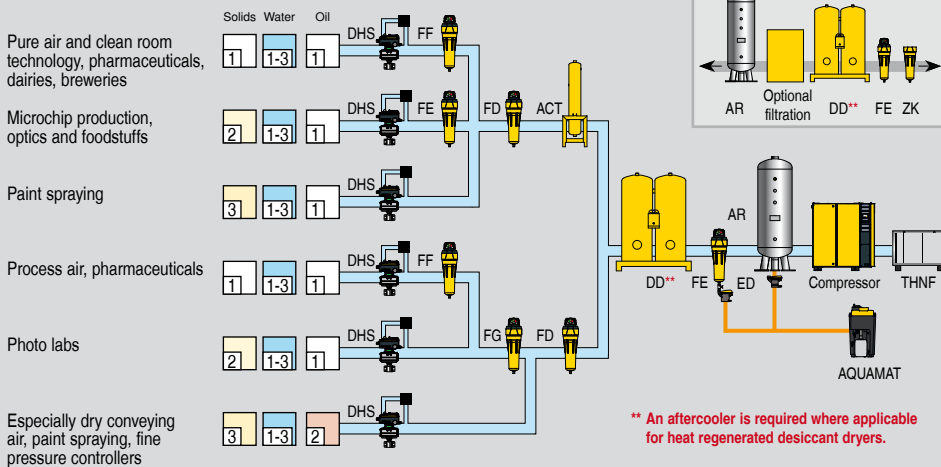 Solids Water Oil
Pure air and clean room
technology, pharmaceuticals,
dairies, breweries
1 1-3 1 DHS FF
Microchip production,
optics and foodstuffs
2 1-3 1 DHS FE FD ACT
Paint spraying
3 1-3 1 DHS
Process air, pharmaceuticals
1 1-3 1 DHS FF
Photo labs
2 1-3 1 DHS FG FD
Especially dry conveying
air, paint spraying, fine
pressure controllers
3 1-3 2 DHS
AR Optional
filtration DD** FE ZK
AR
DD** FE ED Compressor THNF
AQUAMAT
** An aftercooler is required where applicable
for heat regenerated desiccant dryers.